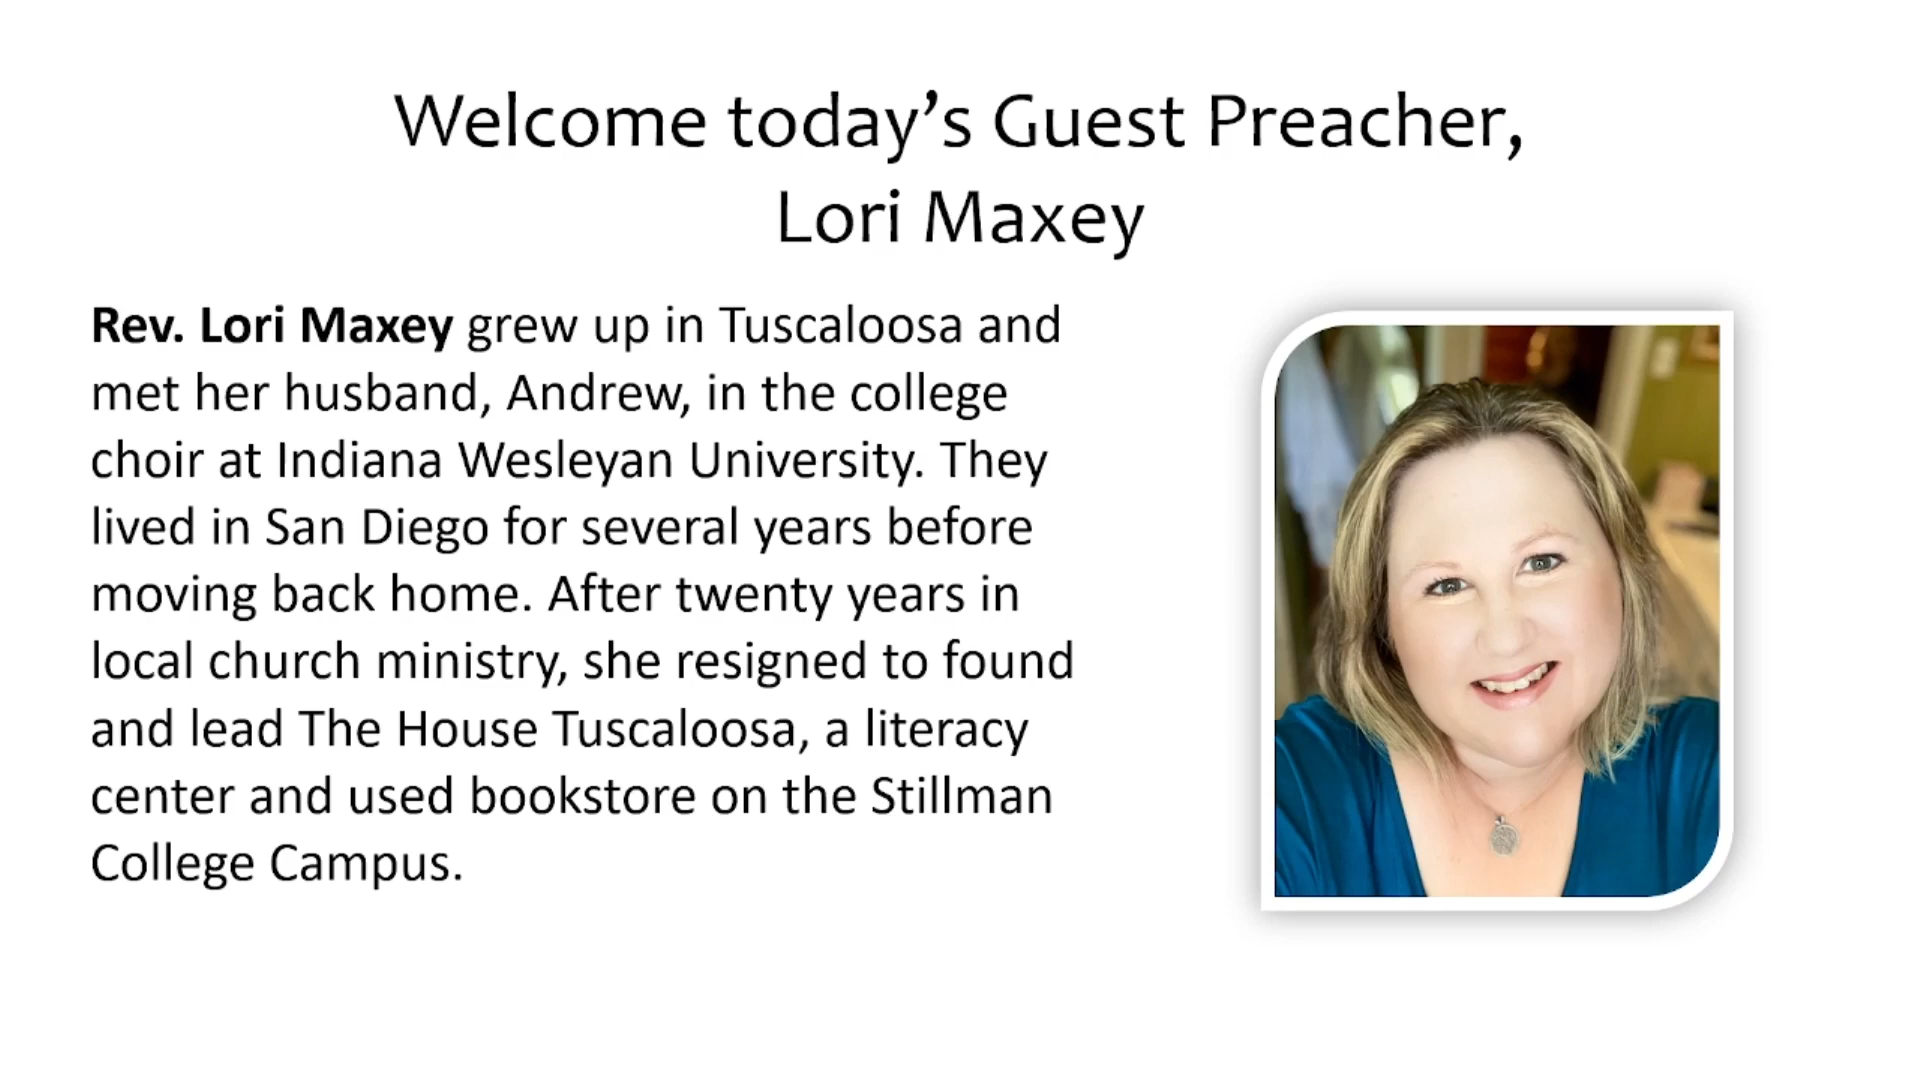 Welcome today’s Guest Preacher,
Lori Maxey
Rev. Lori Maxey grew up in Tuscaloosa and
met her husband, Andrew, in the college
choir at Indiana Wesleyan University. They
lived in San Diego for several years before
moving back home. After twenty years in
local church ministry, she resigned to found
and lead The House Tuscaloosa, a literacy
center and used bookstore on the Stillman
College Campus.